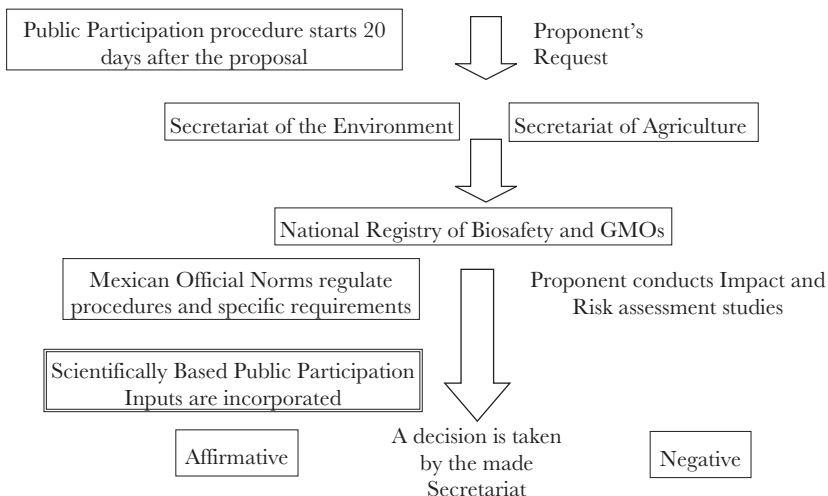 Public Participation procedure starts 20
days after the proposal
Proponent's
Request
Secretariat of the Environment
Secretariat of Agriculture
National Registry of Biosafety and GMOs
Mexican Official Norms regulate
procedures and specific requirements
Proponent conducts Impact and
Risk assessment studies
Scientifically Based Public Participation
Inputs are incorporated
Affirmative
A decision is taken
by the made
Secretariat
Negative